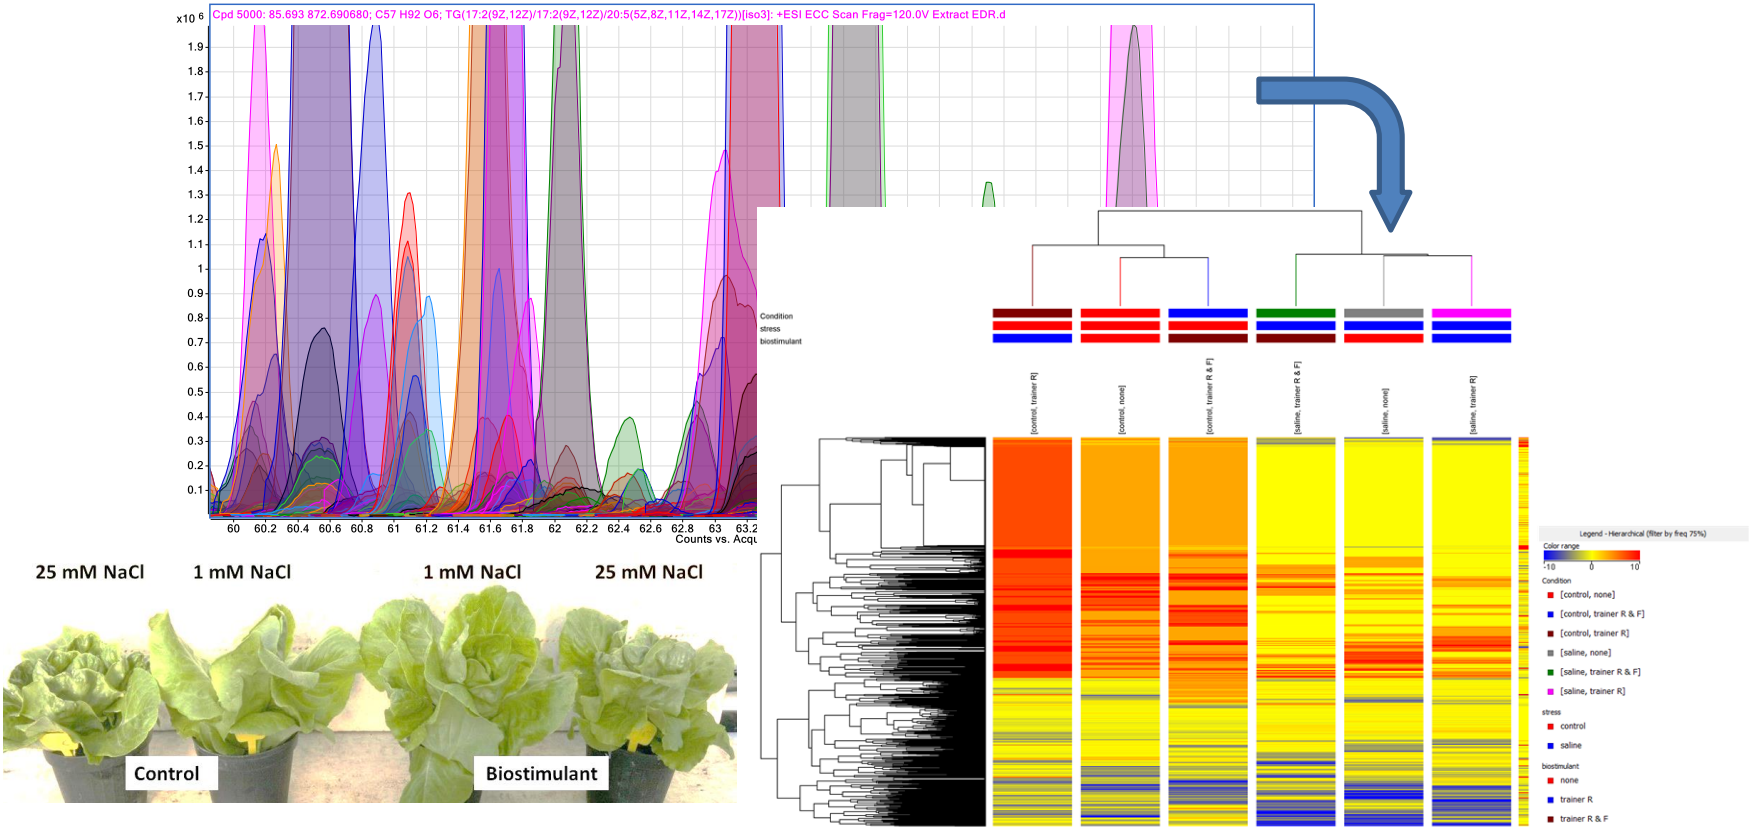 x10 6
Cpd 5000: 85.693 872.690680; C57 H92 O6; TG(17:2(9Z,12Z)/17:2(9Z,12Z)/20:5(5Z,8Z,11Z,14Z,17Z))[iso3]: +ESI ECC Scan Frag=120.0V Extract EDR.d
1.9
1.8
1.7
1.6
1.5
1.4
1.3
1.2
1.1
1
0.9
0.8
0.7
0.6
0.5
0.4
0.3
0.2
0.1
60 60.2 60.4 60.6 60.8 61 61.2 61.4 61.6 61.8 62 62.2 62.4 62.6 62.8 63 63.2
Counts vs. Acqu
Condition
stress
biostimulant
[control, trainer R]
[control, none]
[control, trainer R & F]
[saline, trainer R & F]
[saline, none]
[saline, trainer R]
Legend - Hierarchical (filter by freq 75%)
Color range
-10 0 10
Condition
[control, none]
[control, trainer R & F]
[control, trainer R]
[saline, none]
[saline, trainer R & F]
[saline, trainer R]
stress
control
saline
biostimulant
none
trainer R
trainer R & F
25 mM NaCl 1 mM NaCl 1 mM NaCl 25 mM NaCl
Control Biostimulant